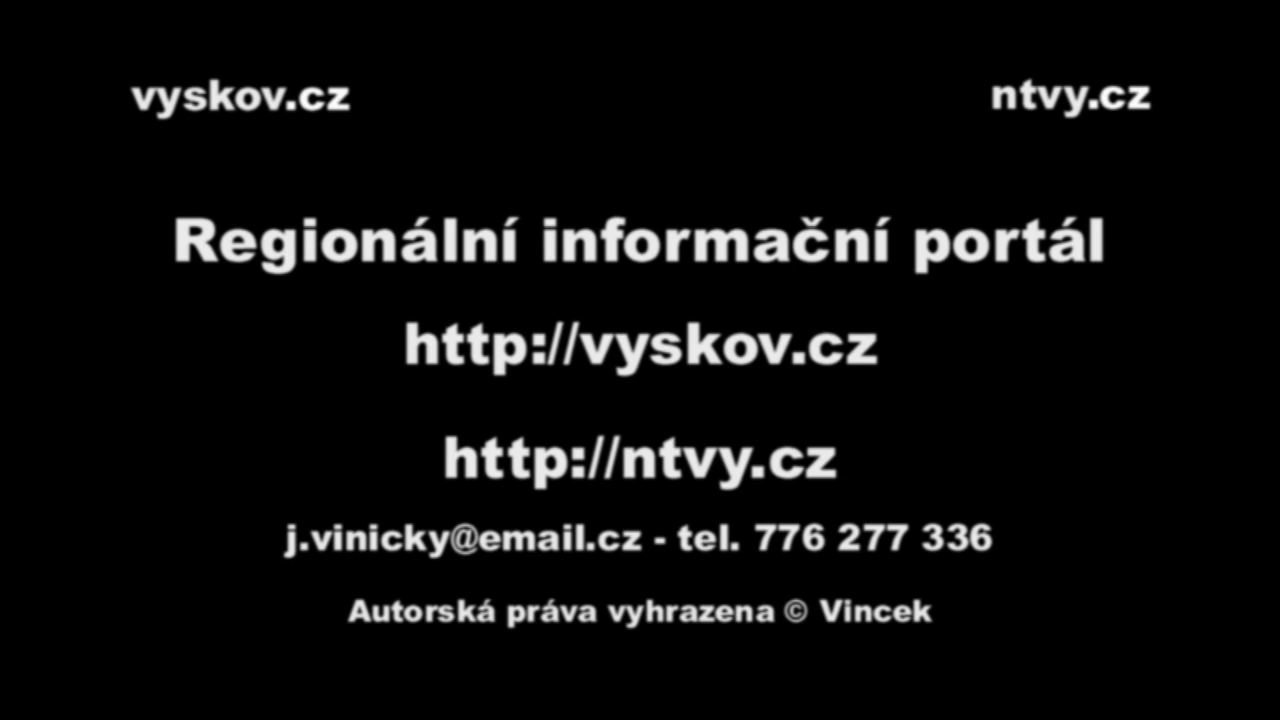 vyskov.cz ntvy.cz
Regionální informační portál
http://vyskov.cz
http://ntvy.cz
j.vinicky@email.cz - tel. 776 277 336
Autorská práva vyhrazena © Vincek